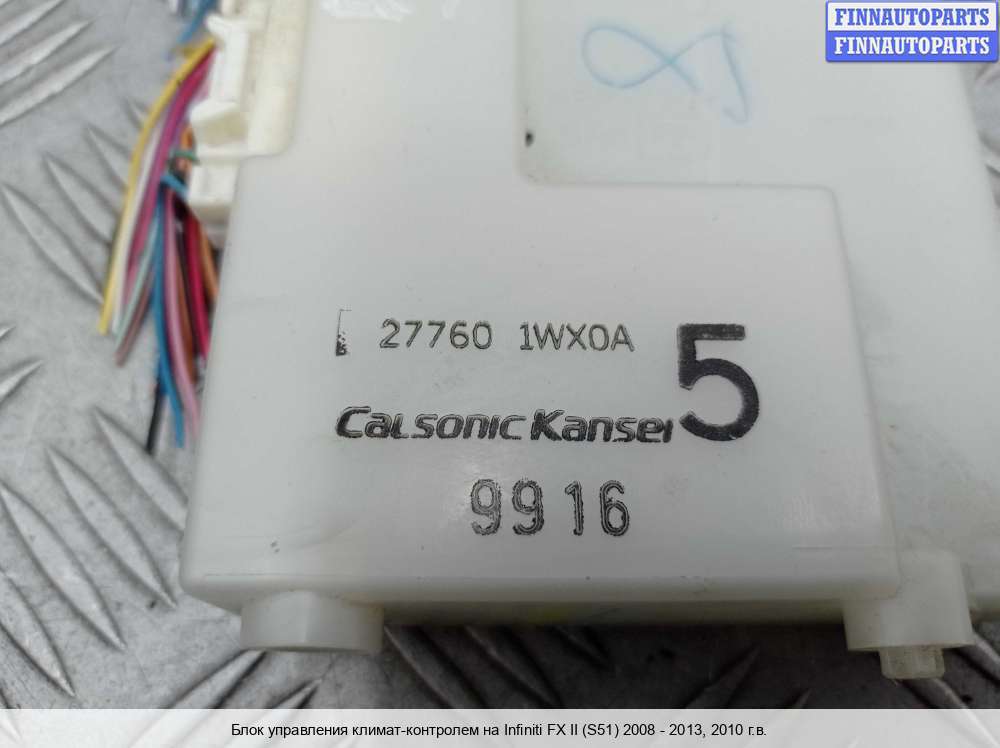 FINNAUTOPARTS
FINNAUTOPARTS
27760 1WX0A
5
CalsonicKansei
9916
Блок управления климат-контролем на Infiniti FX II (S51) 2008 - 2013, 2010 г.в.